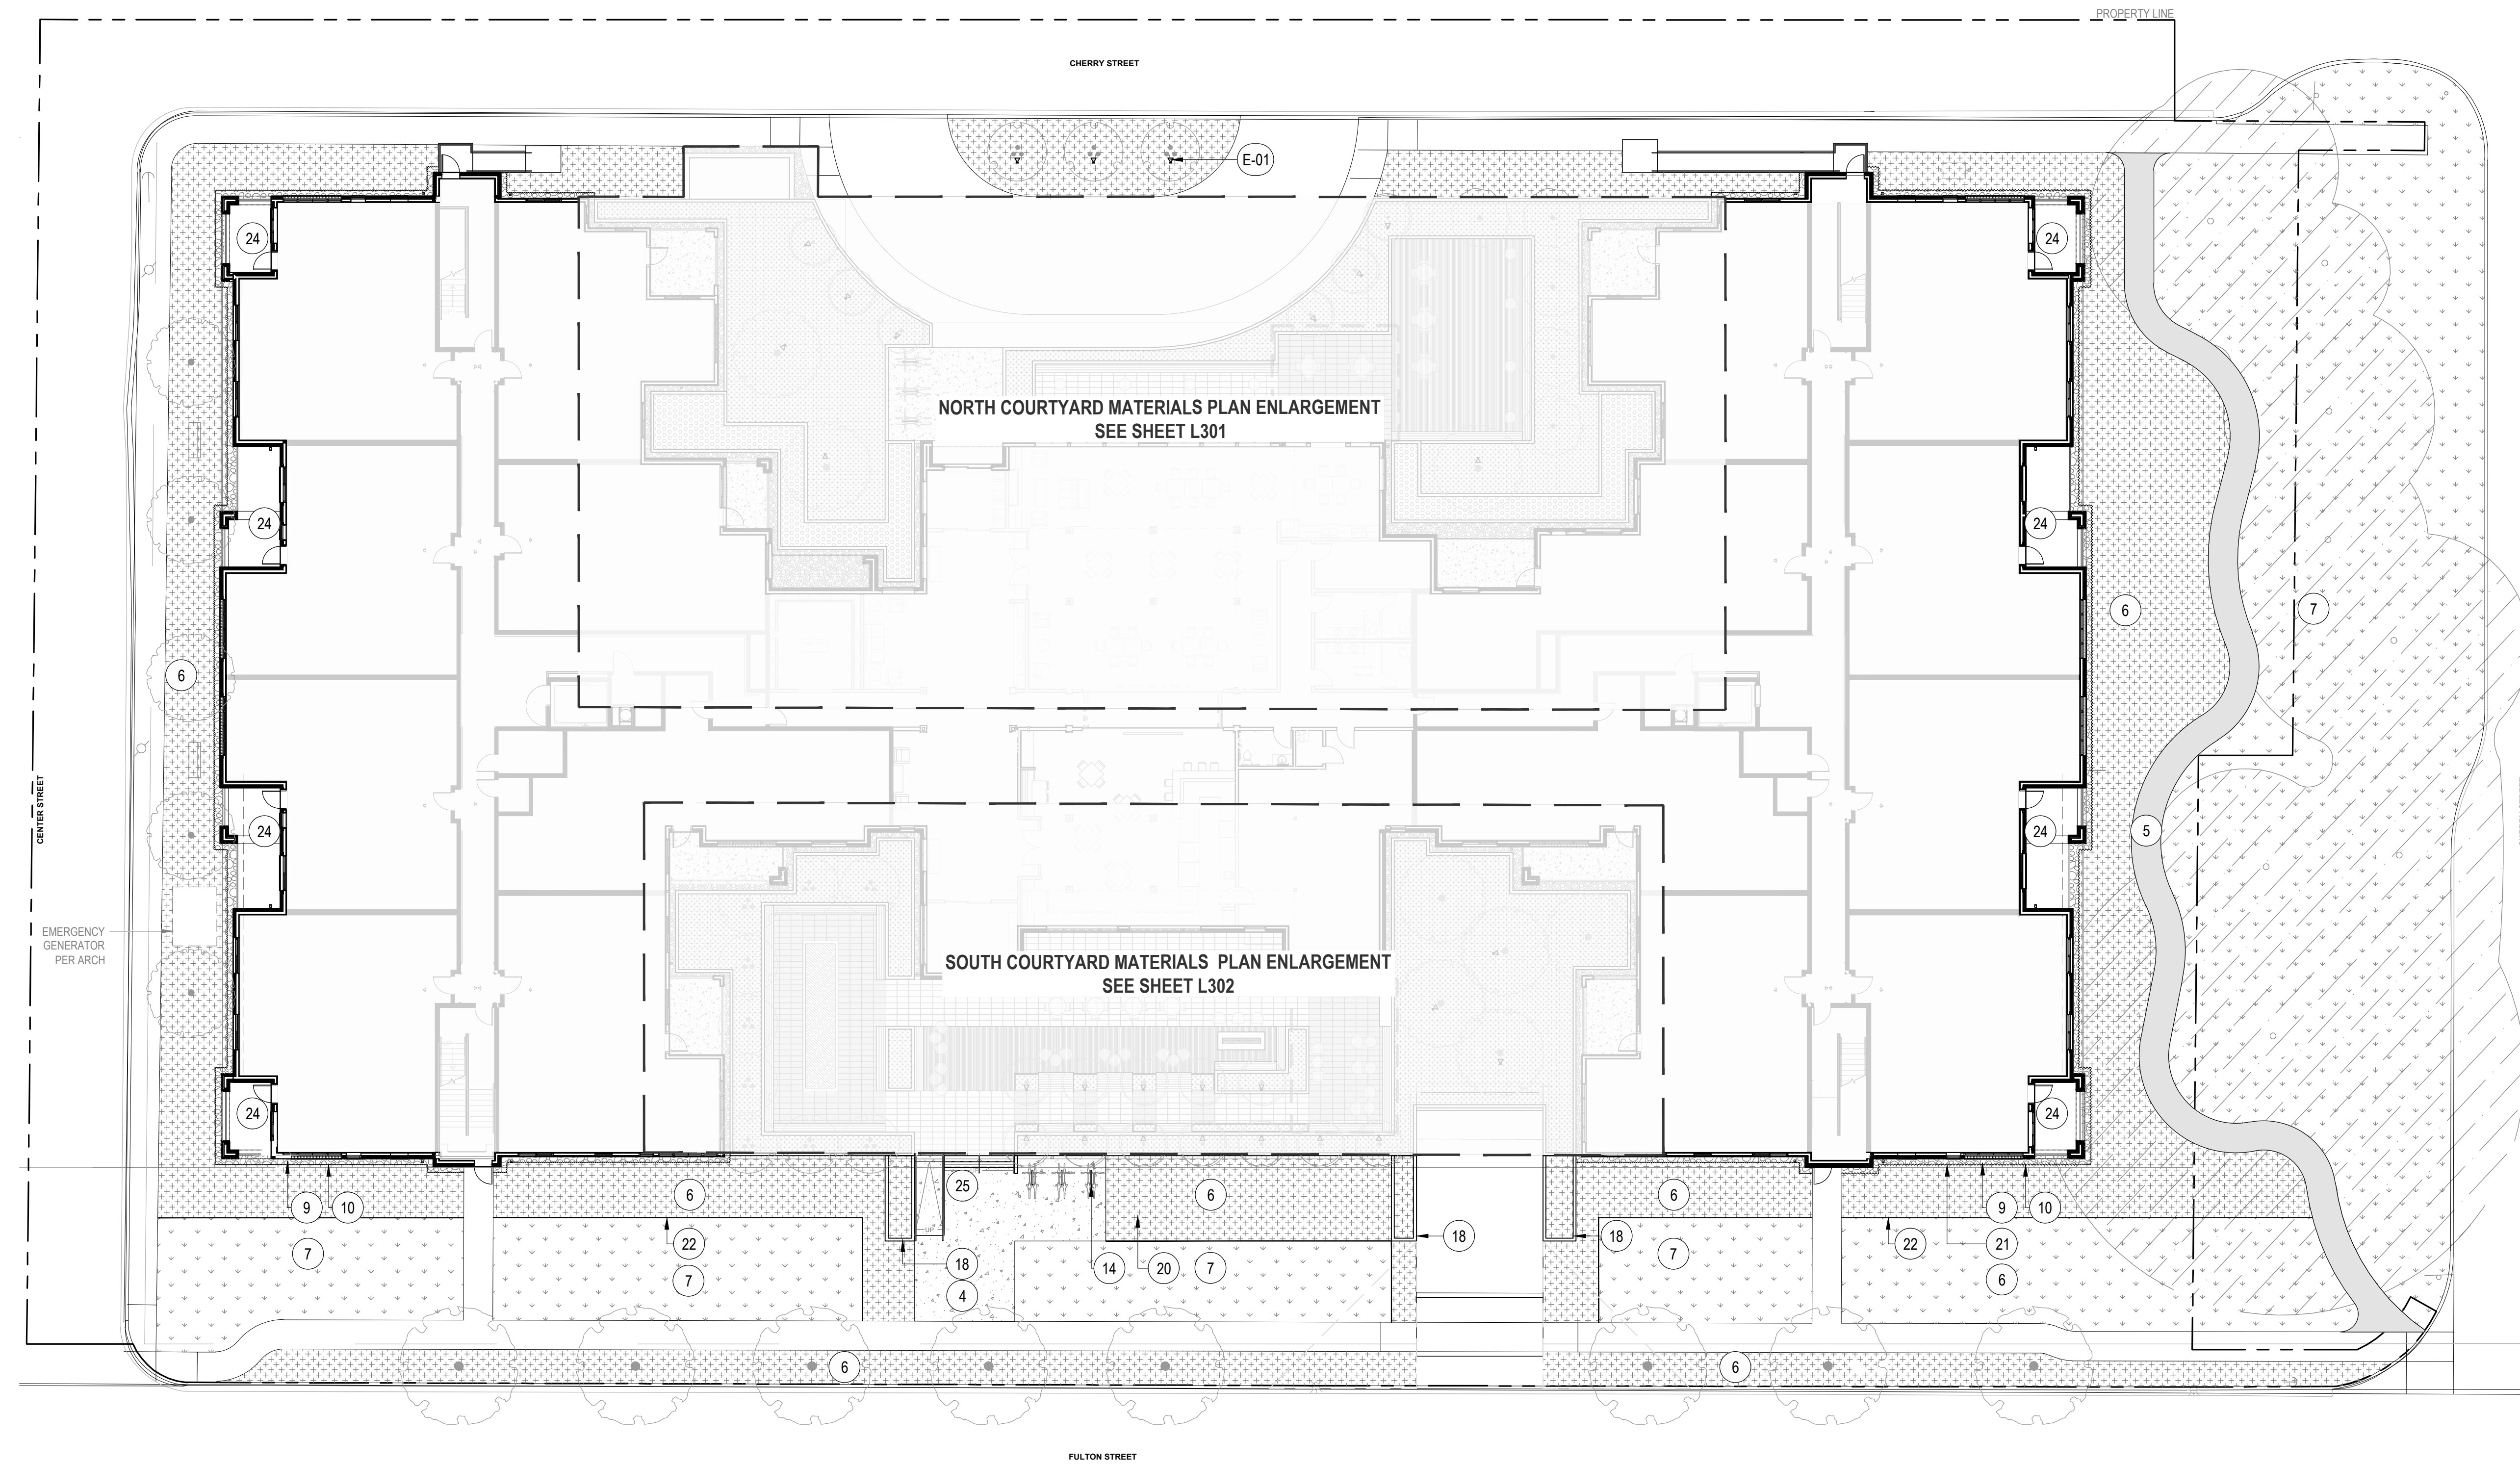 PROPERTY LINE
CHERRY STREET
E-01
24
24
NORTH COURTYARD MATERIALS PLAN ENLARGEMENT
SEE SHEET L301
24
24
6
7
6
CENTER STREET
24
24
5
EMERGENCY
GENERATOR
PER ARCH
SOUTH COURTYARD MATERIALS PLAN ENLARGEMENT
SEE SHEET L302
24
24
25
6
6
6
9
10
9
10
UP
18
18
22
22
21
7
7
18
14
20
7
7
6
4
6
6
FULTON STREET